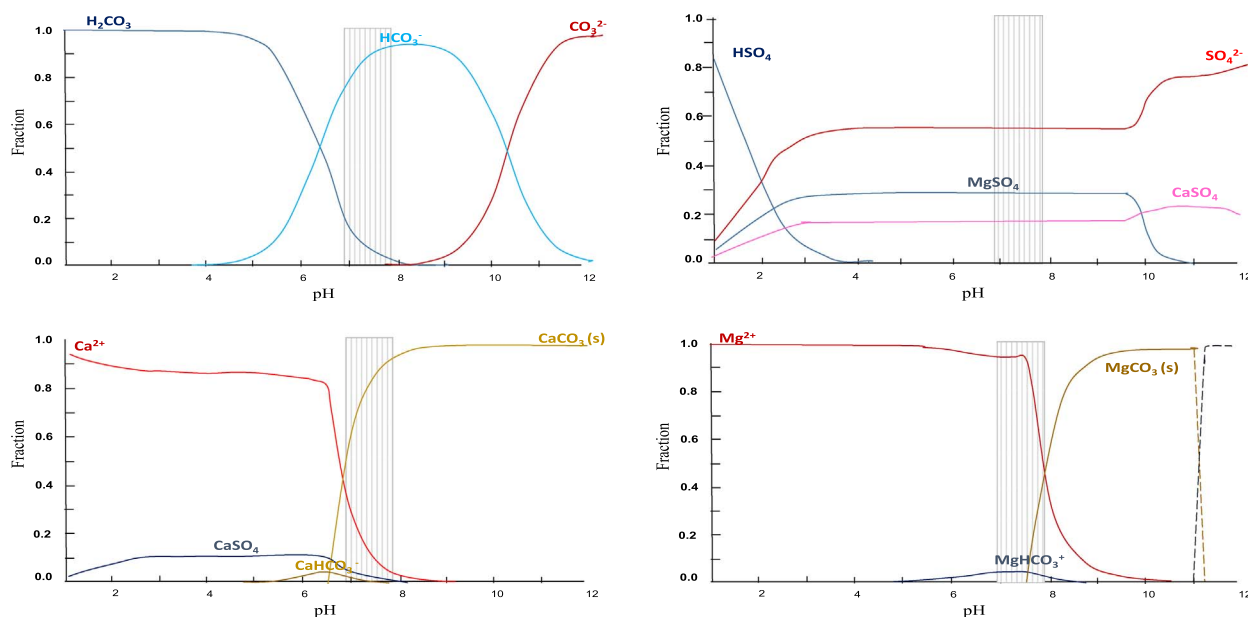 H₂CO₃
HCO₃⁻
CO₃²⁻
1.0
0.8
0.6
0.4
0.2
0.0
Fraction
2 4 6 8 10 12
pH
HSO₄
SO₄²⁻
MgSO₄
CaSO₄
1.0
0.8
0.6
0.4
0.2
0.0
Fraction
2 4 6 8 10 12
pH
Ca²⁺
CaCO₃ (s)
CaSO₄
CaHCO₃⁻
1.0
0.8
0.6
0.4
0.2
0.0
Fraction
2 4 6 8 10 12
pH
Mg²⁺
MgCO₃ (s)
MgHCO₃⁺
1.0
0.8
0.6
0.4
0.2
0.0
Fraction
2 4 6 8 10 12
pH